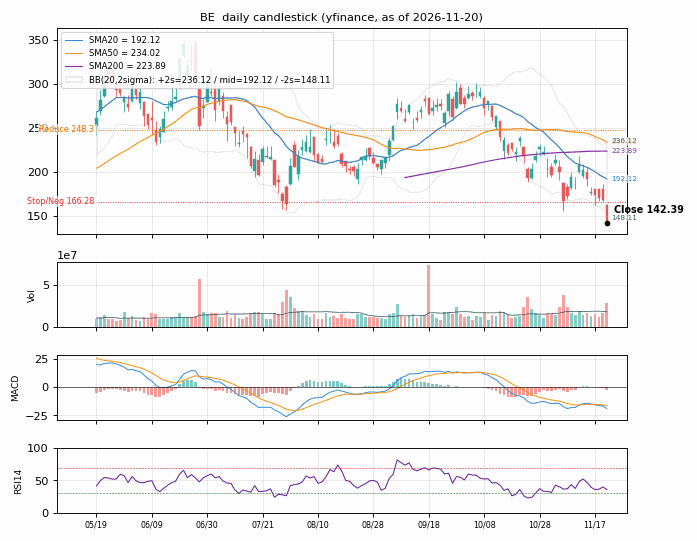 BE  daily candlestick (yfinance, as of 2026-11-20)
SMA20 = 192.12
SMA50 = 234.02
SMA200 = 223.89
BB(20,2sigma): +2s=236.12 / mid=192.12 / -2s=148.11
350
300
250
200
150
Reduce 248.3
Stop/Neg 166.28
236.12
223.89
192.12
Close 142.39
148.11
1e7
Vol
5
0
MACD
25
0
−25
RSI14
100
50
0
05/19
06/09
06/30
07/21
08/10
08/28
09/18
10/08
10/28
11/17